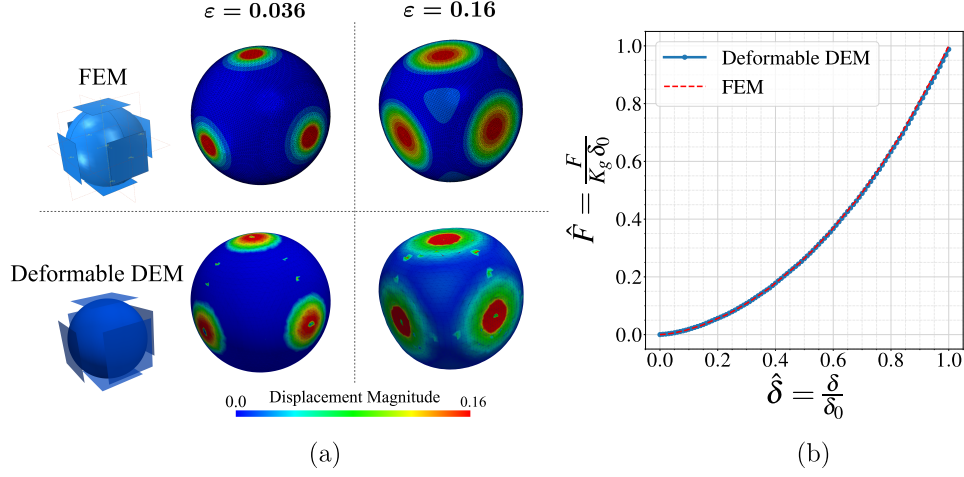 ε = 0.036 ε = 0.16
FEM
Deformable DEM
Displacement Magnitude
0.0 0.16
(a)
Deformable DEM
FEM
1.0
0.8
0.6
0.4
0.2
0.0
F̂ = F / K_g δ_0
0.0 0.2 0.4 0.6 0.8 1.0
δ̂ = δ / δ_0
(b)